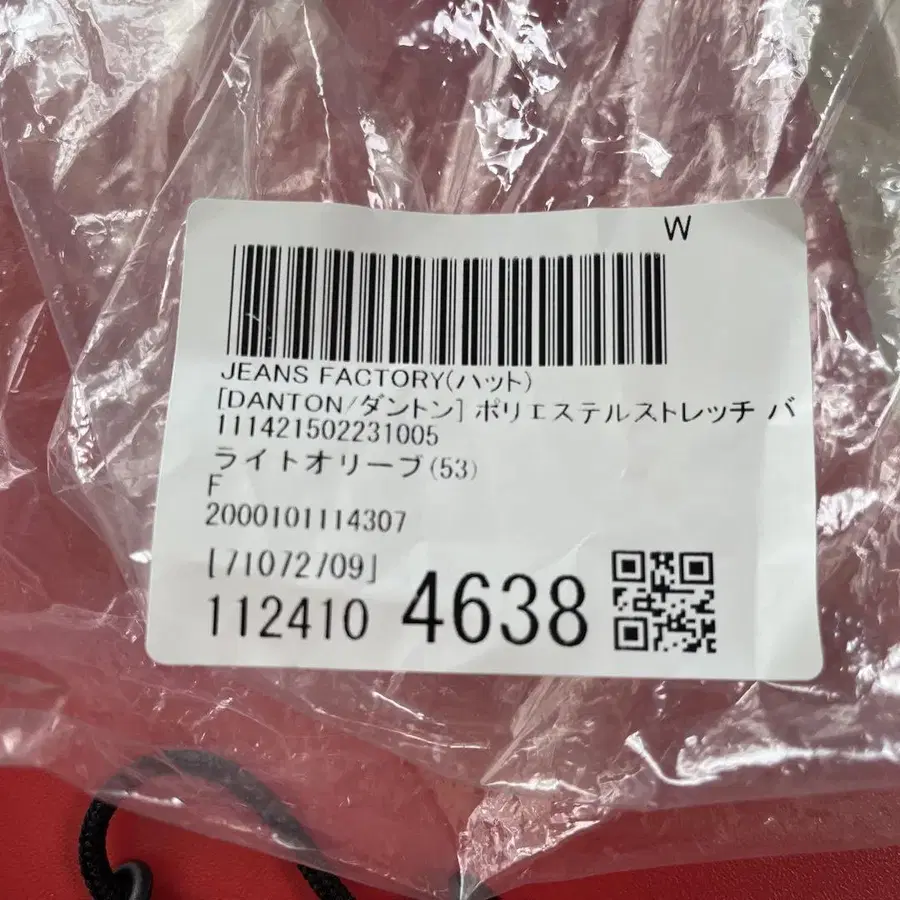 W
JEANS FACTORY(ハット)
[DANTON/ダントン] ポリエステルストレッチ バ
111421502231005
ライトオリーブ(53)
F
2000101114307
[71072709]
112410 4638